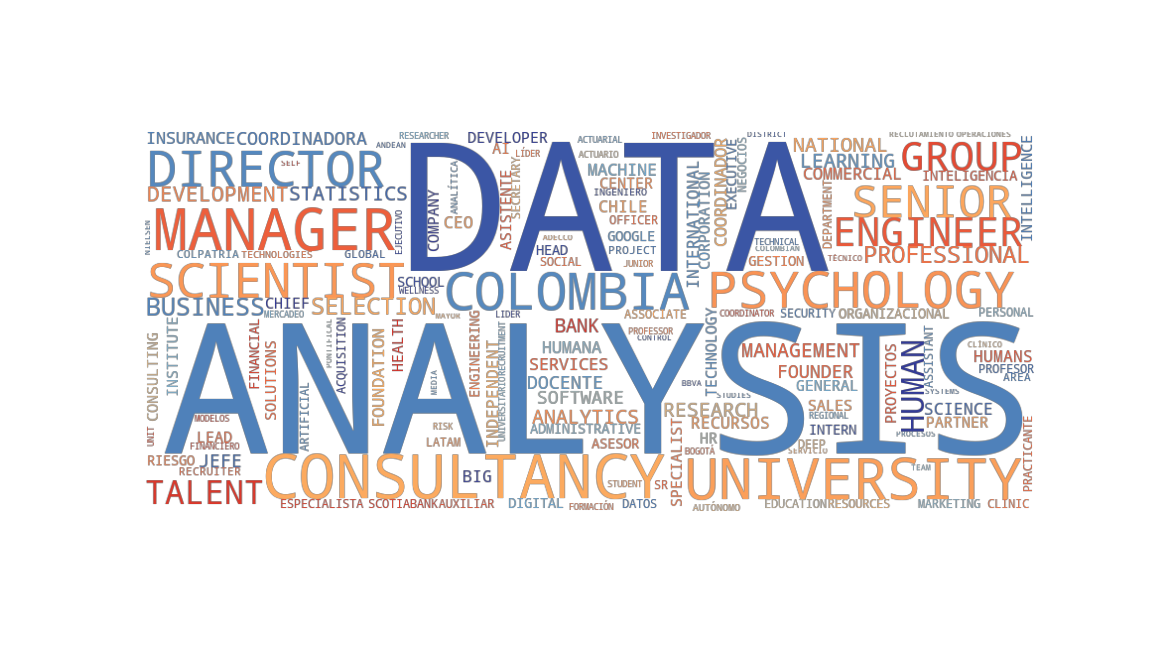 INSURANCE COORDINADORA
ANDEAN
RESEARCHER
DEVELOPER
AI
LÍDER
ACTUARIAL
ACTUARIO
INVESTIGADOR
DISTRICT
RECLUTAMIENTO OPERACIONES
DIRECTOR
SELF
DATA
MACHINE
CENTER
INGENIERO
CHILE
OFFICER
GOOGLE
PROJECT
JUNIOR
NATIONAL
LEARNING
COMMERCIAL
GROUP
INTELIGENCIA
INTELLIGENCE
DEVELOPMENT STATISTICS
MANAGER
NIELSEN
EJECUTIVO
COMPANY
ANALÍTICA
CEO
ASISTENTE
SECRETARY
ADECCO
HEAD
SOCIAL
INTERNATIONAL
CORPORATION
COORDINADOR
EXECUTIVE
NEGOCIOS
TECHNICAL
COLOMBIAN
GESTION
DEPARTMENT
SENIOR
ENGINEER
TÉCNICO
PROFESSIONAL
COLPATRIA TECHNOLOGIES
GLOBAL
SCIENTIST
SCHOOL
WELLNESS
COLOMBIA
PSYCHOLOGY
BUSINESS CHIEF
MERCADEO
SELECTION
MAYOR
LIDER
ASSOCIATE
COORDINATOR
SECURITY
ORGANIZACIONAL
PERSONAL
ANALYSIS
CONSULTING
INSTITUTE
UNIT
FINANCIAL
SOLUTIONS
ARTIFICIAL
PONTIFICAL
ACQUISITION
FOUNDATION
HEALTH
MEDIA
ENGINEERING
INDEPENDENT
RECRUITMENT
UNIVERSITARIO
BANK
HUMANA
SERVICES
DOCENTE
SOFTWARE
ANALYTICS
ADMINISTRATIVE
ASESOR
PROFESSOR
CONTROL
BBVA
TECHNOLOGY
STUDIES
RESEARCH
RECURSOS
HR
BOGOTÁ
MANAGEMENT
FOUNDER
GENERAL
SALES
REGIONAL
INTERN
DEEP
SERVICIO
PROYECTOS
HUMAN
ASSISTANT
SYSTEMS
SCIENCE
PARTNER
PROCESOS
CLÍNICO
HUMANS
PROFESOR
AREA
PRACTICANTE
MODELOS
LEAD
FINANCIERO
RISK
LATAM
RIESGO JEFE
RECRUITER
TALENT
CONSULTANCY
BIG
STUDENT
SR
SPECIALIST
UNIVERSITY
TEAM
ESPECIALISTA SCOTIABANK AUXILIAR
DIGITAL
FORMACIÓN
DATOS
AUTÓNOMO
EDUCATION RESOURCES
MARKETING CLINIC